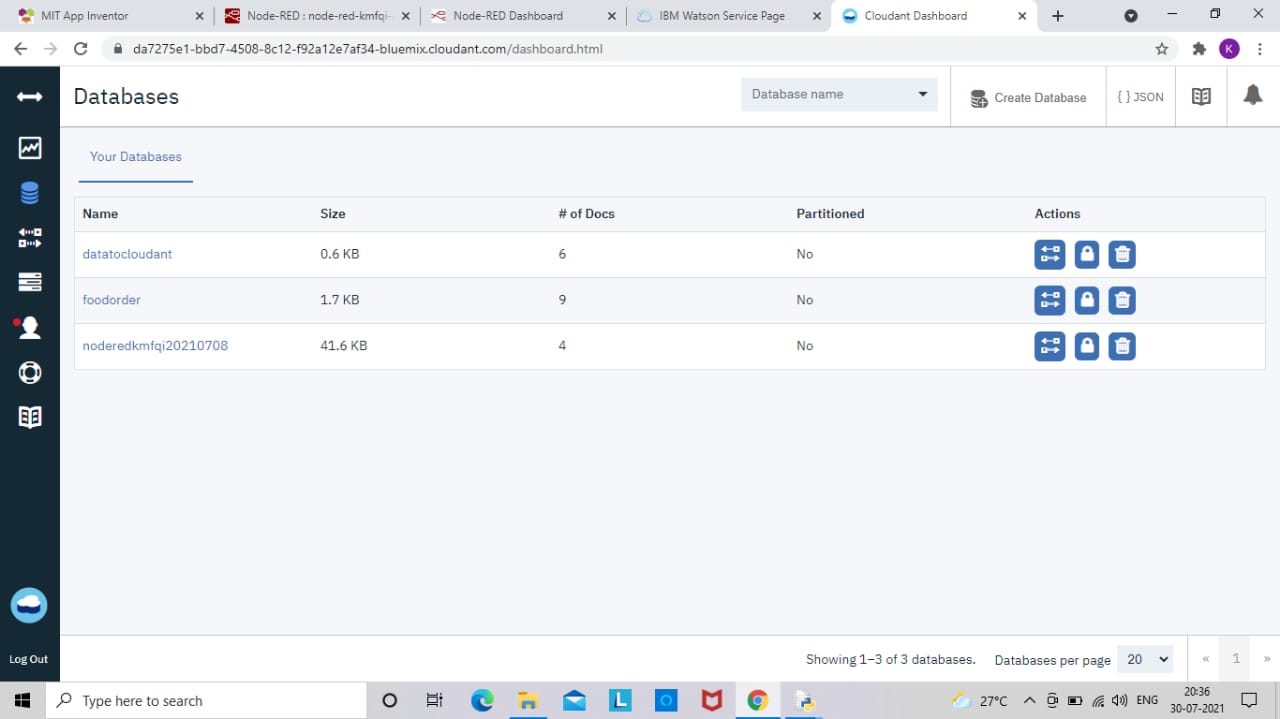 MIT App Inventor
Node-RED : node-red-kmfqi-
Node-RED Dashboard
IBM Watson Service Page
Cloudant Dashboard
da7275e1-bbd7-4508-8c12-f92a12e7af34-bluemix.cloudant.com/dashboard.html
K
Databases
Database name
Create Database
{ } JSON
Your Databases
Name Size # of Docs Partitioned Actions
datatocloudant 0.6 KB 6 No
foodorder 1.7 KB 9 No
noderedkmfqi20210708 41.6 KB 4 No
Log Out
Showing 1–3 of 3 databases. Databases per page 20 « 1 »
Type here to search
L
27°C
ENG
20:36
30-07-2021